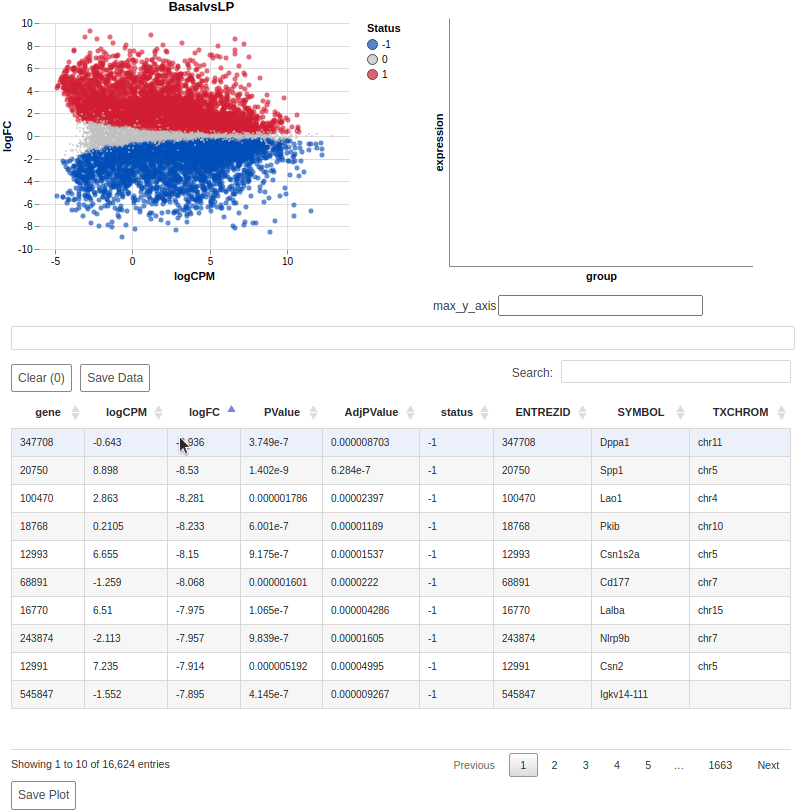 BasalvsLP
10
8
6
4
2
0
-2
-4
-6
-8
-10
logFC
-5 0 5 10
logCPM
Status
-1
0
1
expression
group
max_y_axis
Clear (0) Save Data Search:
gene logCPM logFC PValue AdjPValue status ENTREZID SYMBOL TXCHROM
347708 -0.643 936 3.749e-7 0.000008703 -1 347708 Dppa1 chr11
20750 8.898 -8.53 1.402e-9 6.284e-7 -1 20750 Spp1 chr5
100470 2.863 -8.281 0.000001786 0.00002397 -1 100470 Lao1 chr4
18768 0.2105 -8.233 6.001e-7 0.00001189 -1 18768 Pkib chr10
12993 6.655 -8.15 9.175e-7 0.00001537 -1 12993 Csn1s2a chr5
68891 -1.259 -8.068 0.000001601 0.0000222 -1 68891 Cd177 chr7
16770 6.51 -7.975 1.065e-7 0.000004286 -1 16770 Lalba chr15
243874 -2.113 -7.957 9.839e-7 0.00001605 -1 243874 Nlrp9b chr7
12991 7.235 -7.914 0.000005192 0.00004995 -1 12991 Csn2 chr5
545847 -1.552 -7.895 4.145e-7 0.000009267 -1 545847 Igkv14-111
Showing 1 to 10 of 16,624 entries Previous 1 2 3 4 5 … 1663 Next
Save Plot